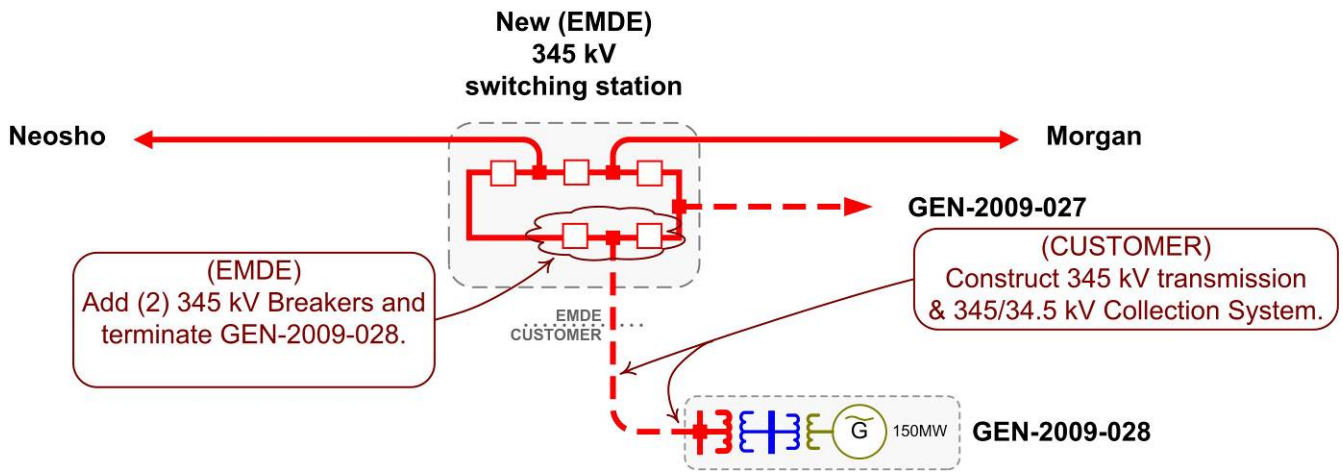 New (EMDE)
345 kV
switching station
Neosho
Morgan
GEN-2009-027
(EMDE)
Add (2) 345 kV Breakers and
terminate GEN-2009-028.
(CUSTOMER)
Construct 345 kV transmission
& 345/34.5 kV Collection System.
EMDE
CUSTOMER
G
150MW
GEN-2009-028